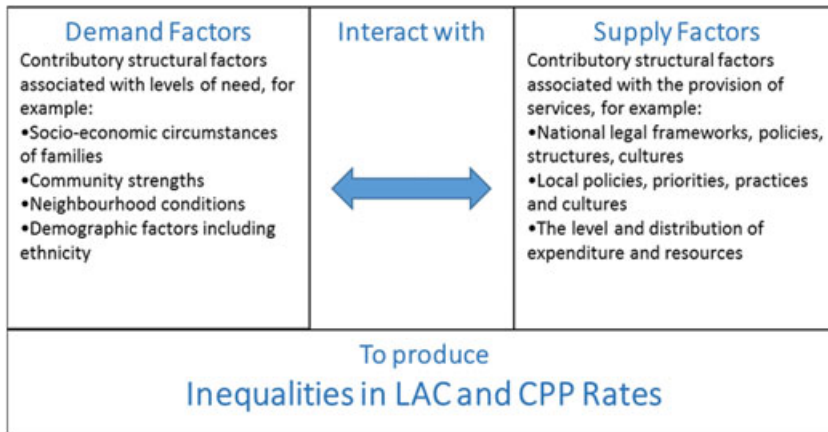 Demand Factors
Contributory structural factors
associated with levels of need, for
example:
•Socio-economic circumstances
of families
•Community strengths
•Neighbourhood conditions
•Demographic factors including
ethnicity
Interact with
Supply Factors
Contributory structural factors
associated with the provision of
services, for example:
•National legal frameworks, policies,
structures, cultures
•Local policies, priorities, practices
and cultures
•The level and distribution of
expenditure and resources
To produce
Inequalities in LAC and CPP Rates